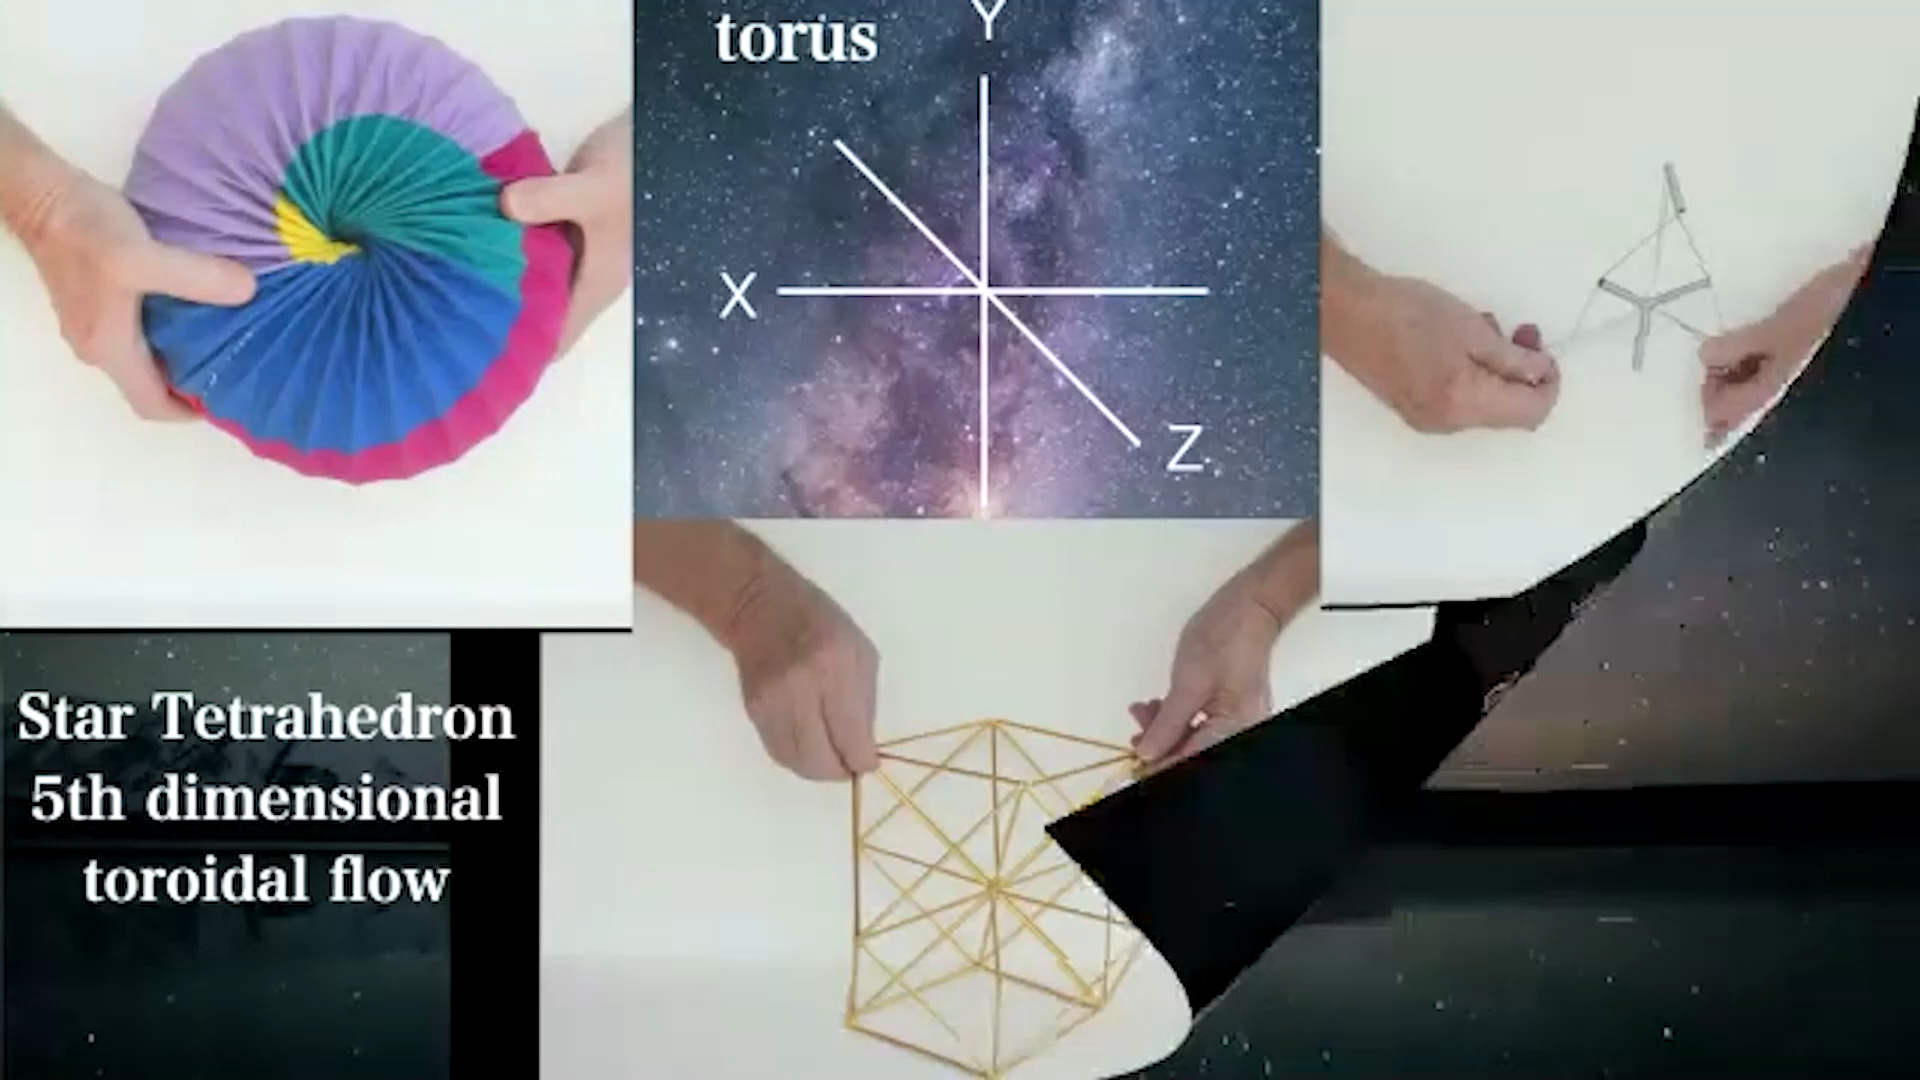 torus
Y
X
Z
Star Tetrahedron
5th dimensional
toroidal flow